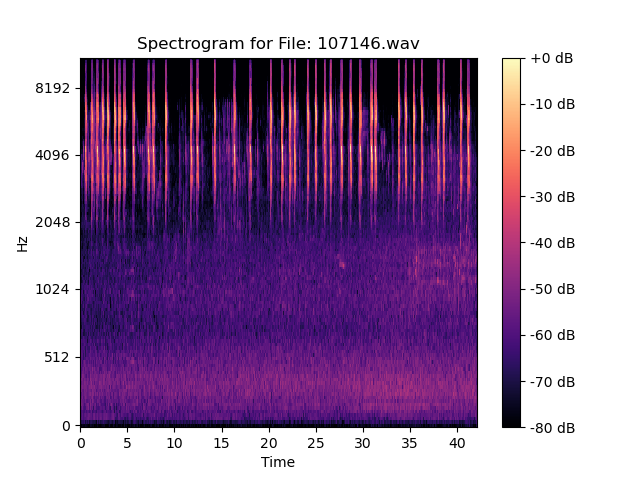 Spectrogram for File: 107146.wav
Hz
8192
4096
2048
1024
512
0
0 5 10 15 20 25 30 35 40
Time
+0 dB
-10 dB
-20 dB
-30 dB
-40 dB
-50 dB
-60 dB
-70 dB
-80 dB